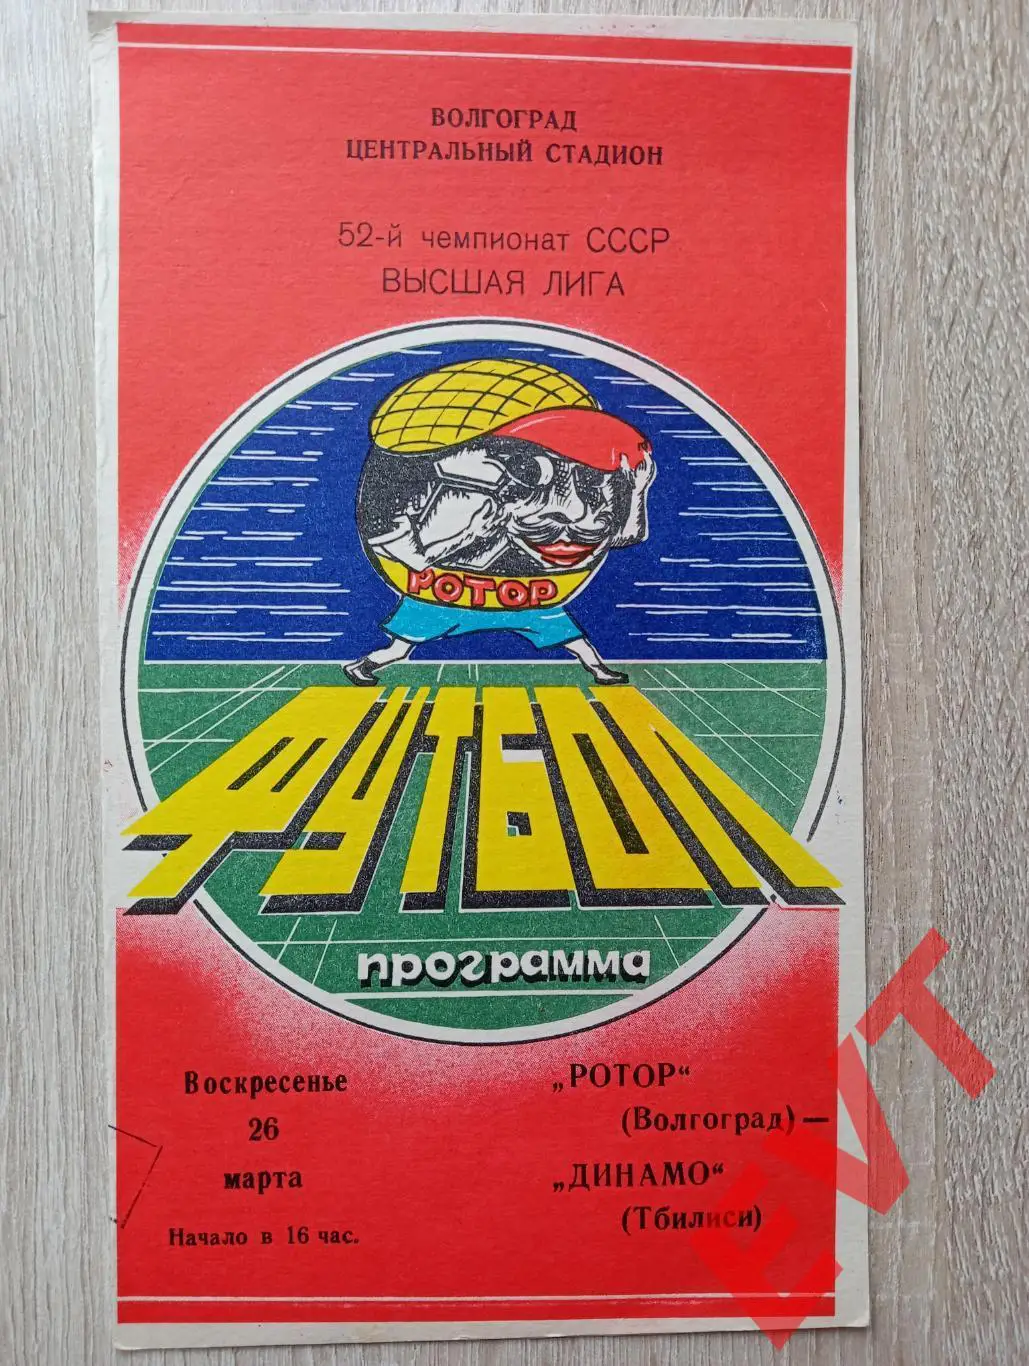 ВОЛГОГРАД
ЦЕНТРАЛЬНЫЙ СТАДИОН
52-й чемпионат СССР
ВЫСШАЯ ЛИГА
РОТОР
ФУТБОЛ
программа
Воскресенье
26
марта
Начало в 16 час.
„РОТОР“
(Волгоград) —
„ДИНАМО“
(Тбилиси)
EVT